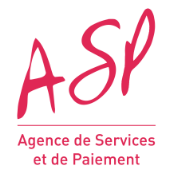 ASP
Agence de Services
et de Paiement